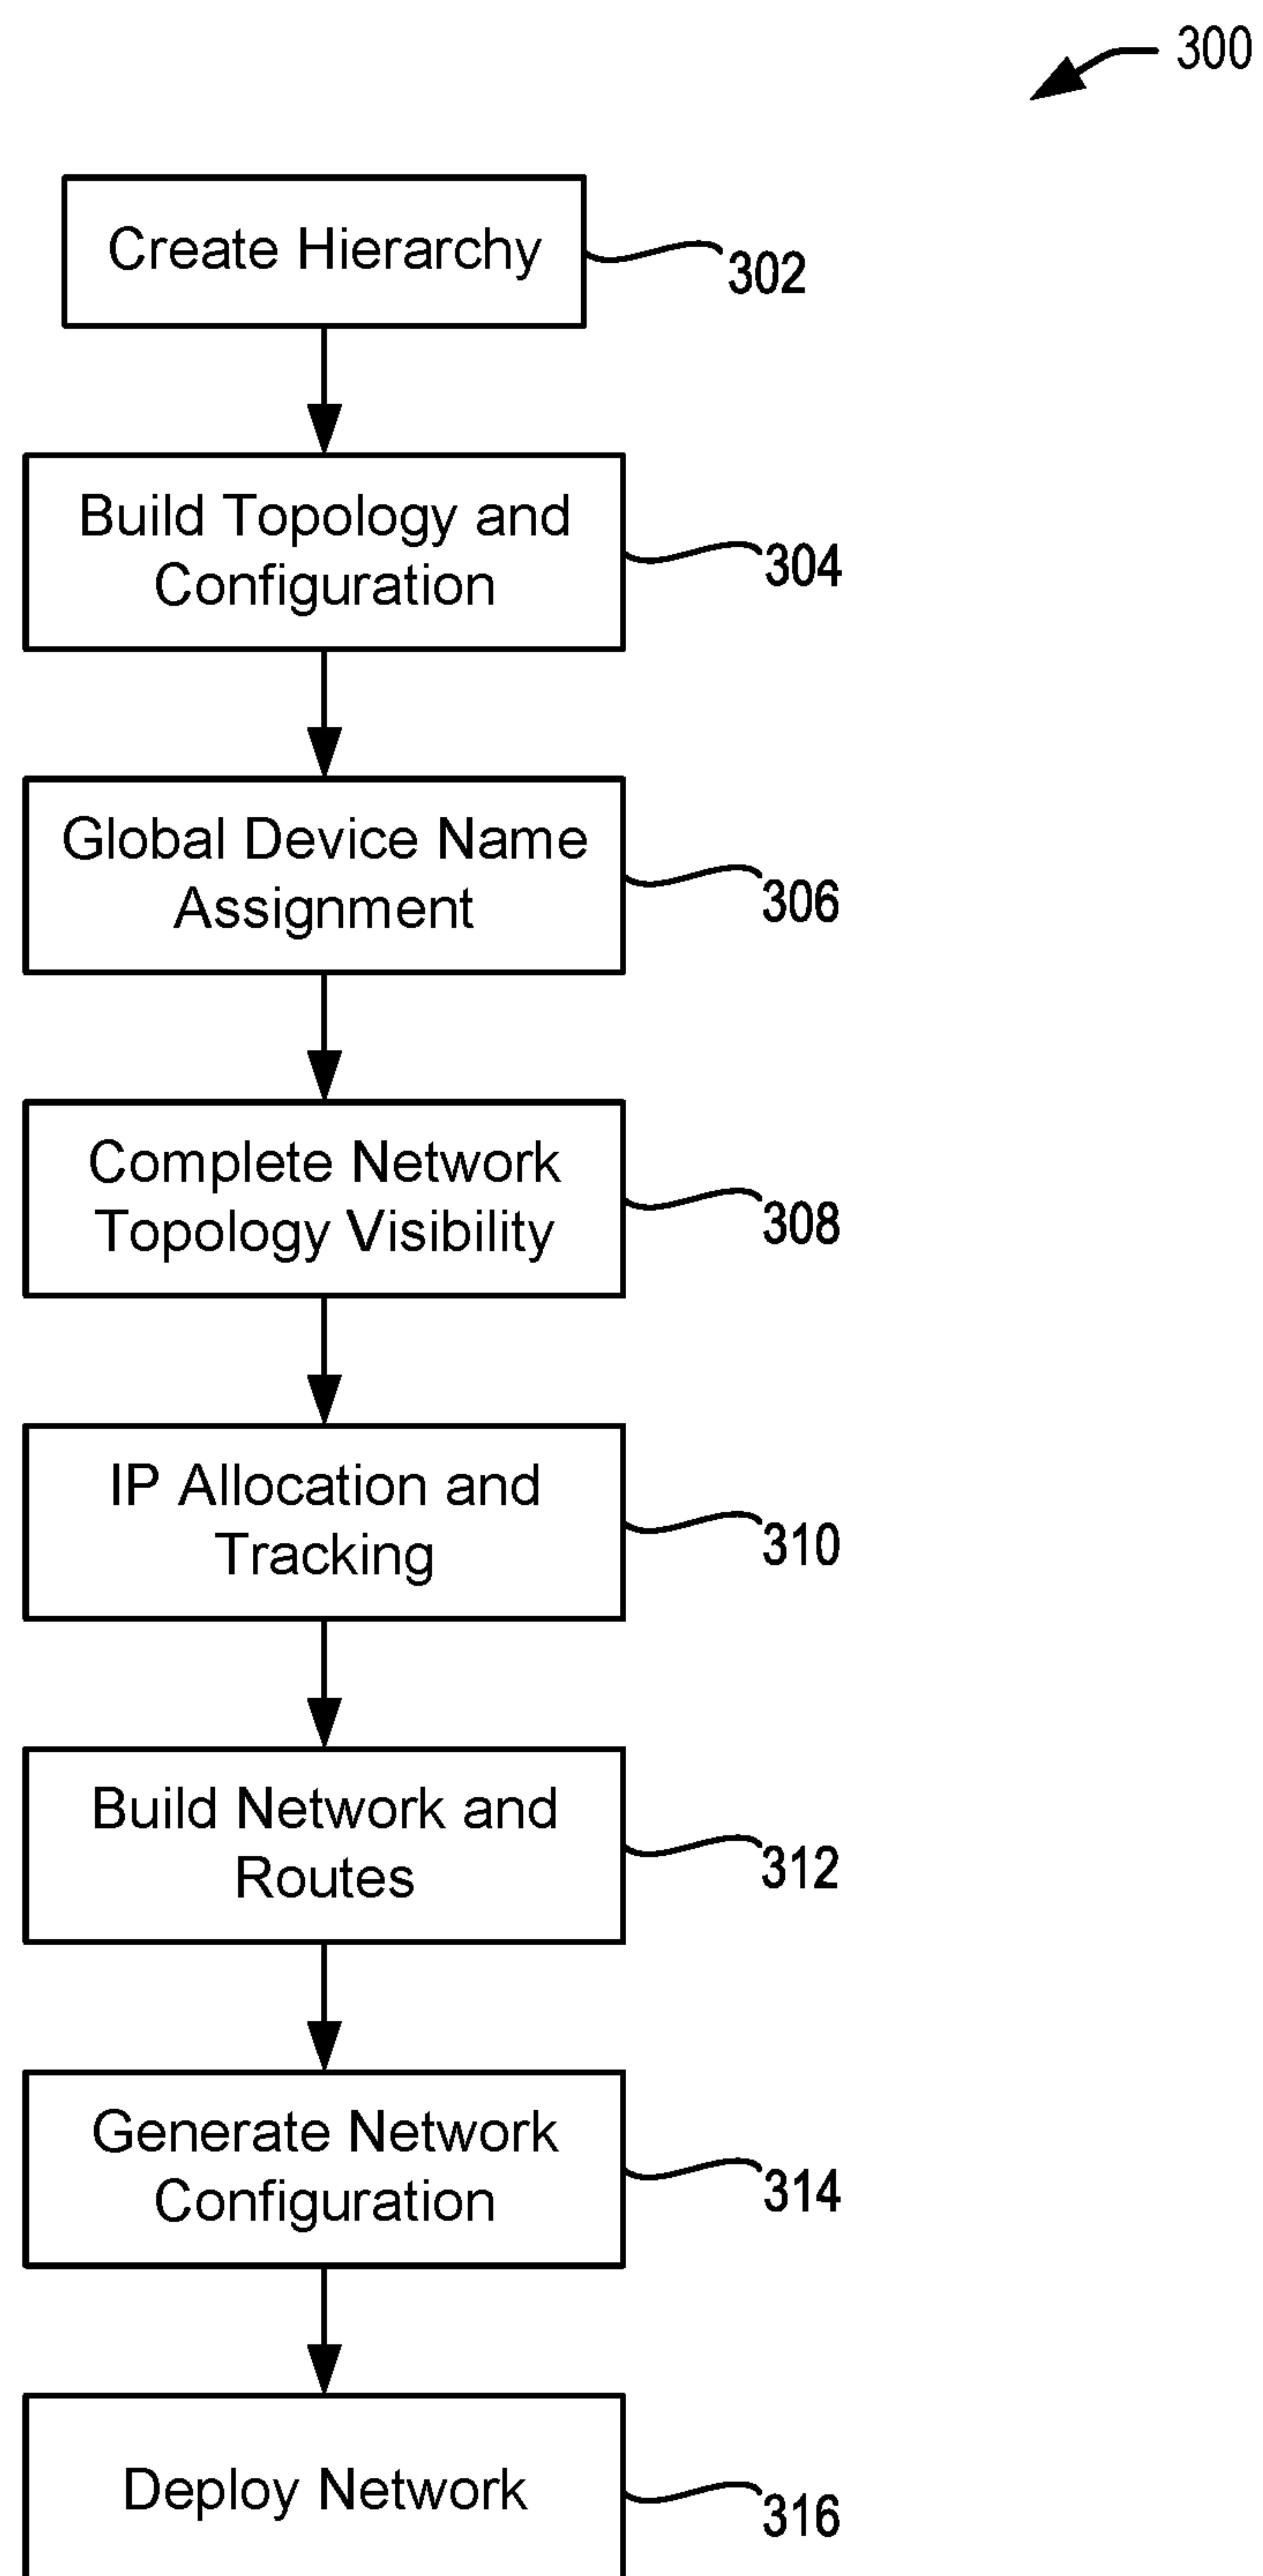 300
Create Hierarchy
302
Build Topology and
Configuration
304
Global Device Name
Assignment
306
Complete Network
Topology Visibility
308
IP Allocation and
Tracking
310
Build Network and
Routes
312
Generate Network
Configuration
314
Deploy Network
316